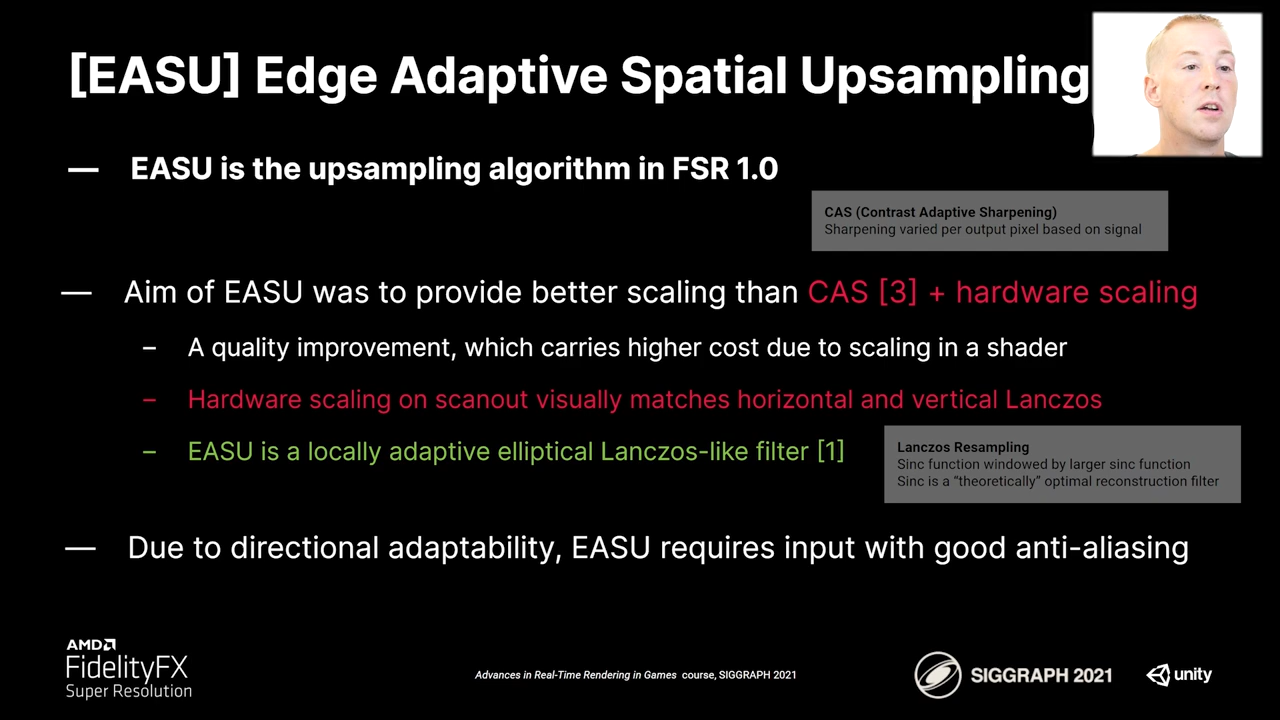 [EASU] Edge Adaptive Spatial Upsampling
— EASU is the upsampling algorithm in FSR 1.0
CAS (Contrast Adaptive Sharpening)
Sharpening varied per output pixel based on signal
— Aim of EASU was to provide better scaling than CAS [3] + hardware scaling
– A quality improvement, which carries higher cost due to scaling in a shader
– Hardware scaling on scanout visually matches horizontal and vertical Lanczos
– EASU is a locally adaptive elliptical Lanczos-like filter [1]
Lanczos Resampling
Sinc function windowed by larger sinc function
Sinc is a “theoretically” optimal reconstruction filter
— Due to directional adaptability, EASU requires input with good anti-aliasing
AMD
FidelityFX
Super Resolution
Advances in Real-Time Rendering in Games course, SIGGRAPH 2021
SIGGRAPH 2021
unity